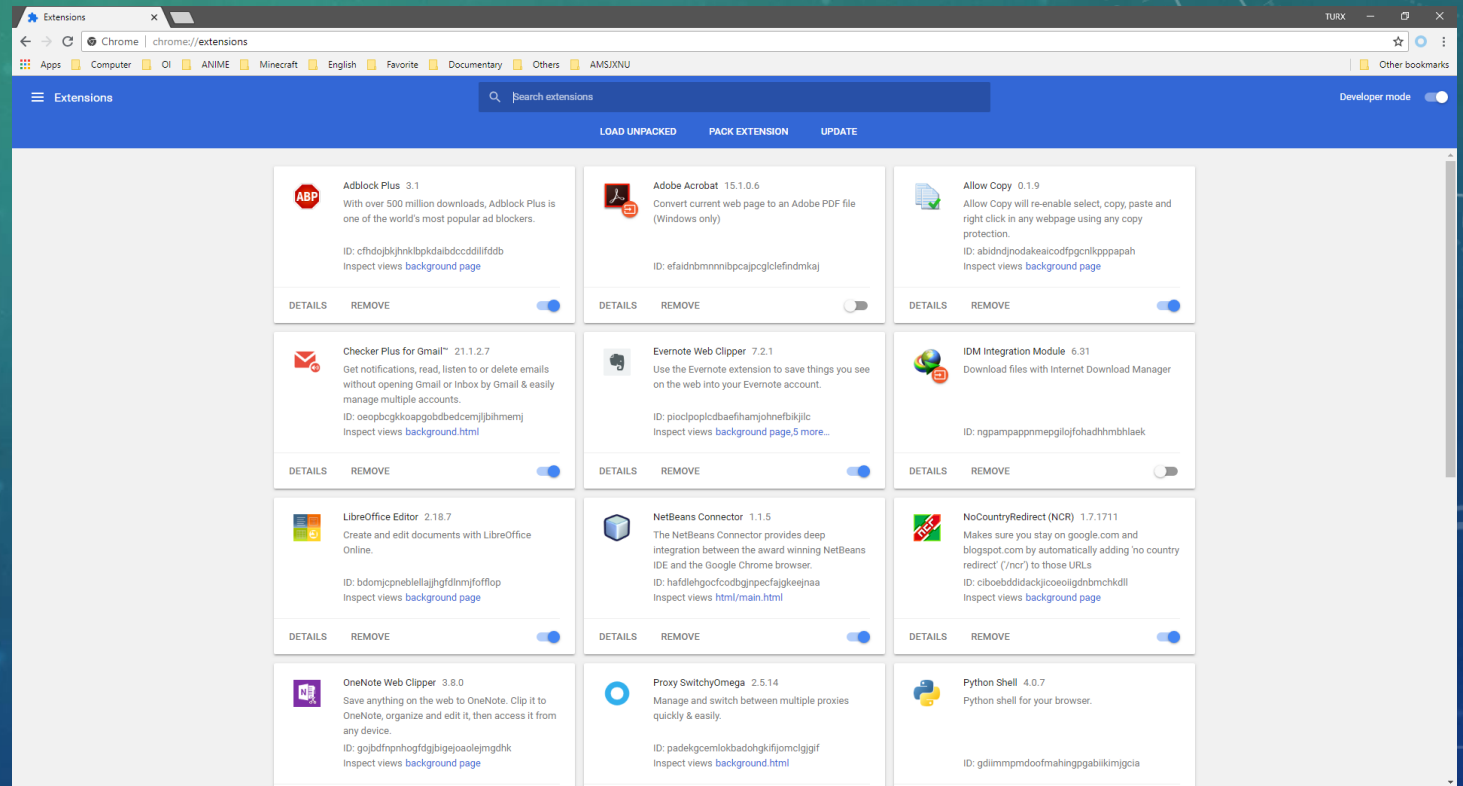 Extensions
TURX
Chrome chrome://extensions
Apps Computer OI ANIME Minecraft English Favorite Documentary Others AMSJXNU Other bookmarks
Extensions
Search extensions
Developer mode
LOAD UNPACKED PACK EXTENSION UPDATE
ABP
Adblock Plus 3.1
With over 500 million downloads, Adblock Plus is
one of the world's most popular ad blockers.
ID: cfhdojbkjhnklbpkdaibdccddilifddb
Inspect views background page
DETAILS REMOVE
Adobe Acrobat 15.1.0.6
Convert current web page to an Adobe PDF file
(Windows only)
ID: efaidnbmnnnibpcajpcglclefindmkaj
DETAILS REMOVE
Allow Copy 0.1.9
Allow Copy will re-enable select, copy, paste and
right click in any webpage using any copy
protection.
ID: abidndjnodakeaicodfpgcnlkpppapah
Inspect views background page
DETAILS REMOVE
Checker Plus for Gmail™ 21.1.2.7
Get notifications, read, listen to or delete emails
without opening Gmail or Inbox by Gmail & easily
manage multiple accounts.
ID: oeopbcgkkoapgobdbedcemjljbihmemj
Inspect views background.html
DETAILS REMOVE
Evernote Web Clipper 7.2.1
Use the Evernote extension to save things you see
on the web into your Evernote account.
ID: pioclpoplcdbaefihamjohnefbikjilc
Inspect views background page,5 more...
DETAILS REMOVE
IDM Integration Module 6.31
Download files with Internet Download Manager
ID: ngpampappnmepgilojfohadhhmbhlaek
DETAILS REMOVE
LibreOffice Editor 2.18.7
Create and edit documents with LibreOffice
Online.
ID: bdomjcpneblellajjhgfdlnmjfofflop
Inspect views background page
DETAILS REMOVE
NetBeans Connector 1.1.5
The NetBeans Connector provides deep
integration between the award winning NetBeans
IDE and the Google Chrome browser.
ID: hafdlehgocfcodbgjnpecfajgkeejnaa
Inspect views html/main.html
DETAILS REMOVE
NCR
NoCountryRedirect (NCR) 1.7.1711
Makes sure you stay on google.com and
blogspot.com by automatically adding 'no country
redirect' ('/ncr') to those URLs
ID: ciboebddidackjicoeoiigdnbmchkdll
Inspect views background page
DETAILS REMOVE
N
OneNote Web Clipper 3.8.0
Save anything on the web to OneNote. Clip it to
OneNote, organize and edit it, then access it from
any device.
ID: gojbdfnpnhogfdgjbigejoaolejmgdhk
Inspect views background page
Proxy SwitchyOmega 2.5.14
Manage and switch between multiple proxies
quickly & easily.
ID: padekgcemlokbadohgkifijomclgjgif
Inspect views background.html
Python Shell 4.0.7
Python shell for your browser.
ID: gdiimmpmdoofmahingpgabiikimjgcia